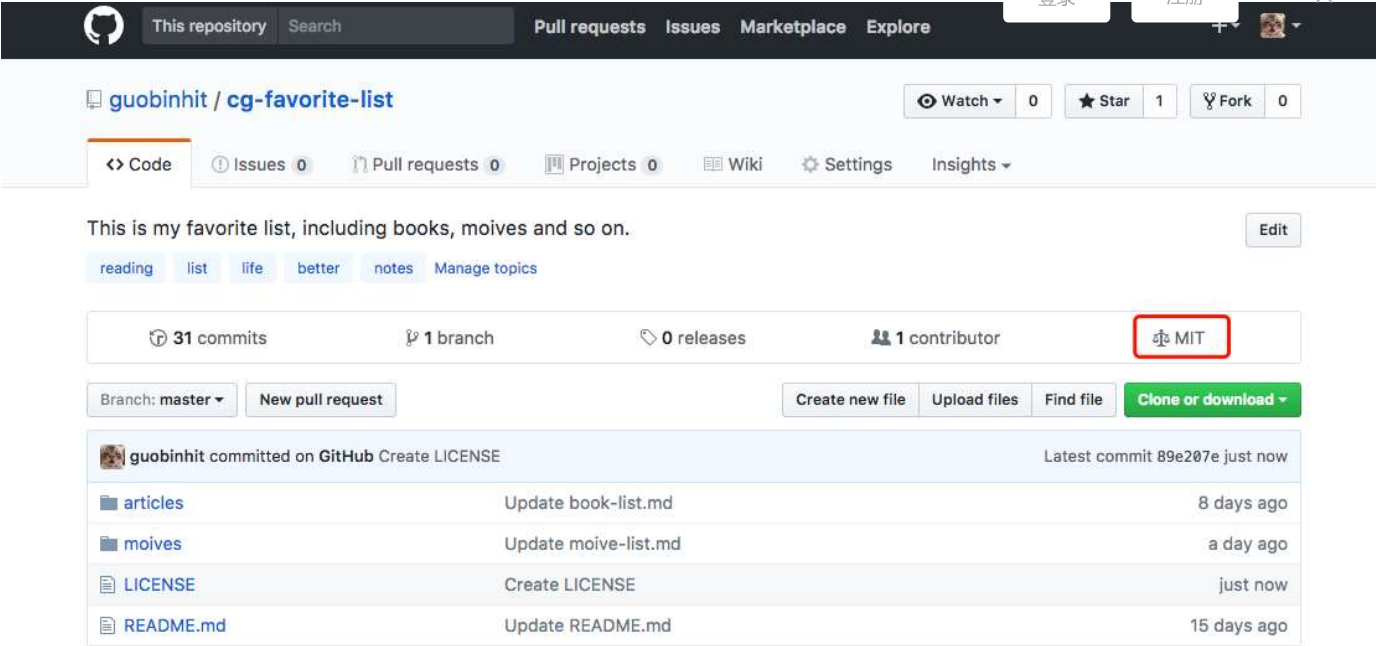 This repository Search Pull requests Issues Marketplace Explore
guobinhit / cg-favorite-list Watch 0 Star 1 Fork 0
Code Issues 0 Pull requests 0 Projects 0 Wiki Settings Insights
This is my favorite list, including books, moives and so on. Edit
reading list life better notes Manage topics
31 commits 1 branch 0 releases 1 contributor MIT
Branch: master New pull request Create new file Upload files Find file Clone or download
guobinhit committed on GitHub Create LICENSE Latest commit 89e207e just now
articles Update book-list.md 8 days ago
moives Update moive-list.md a day ago
LICENSE Create LICENSE just now
README.md Update README.md 15 days ago